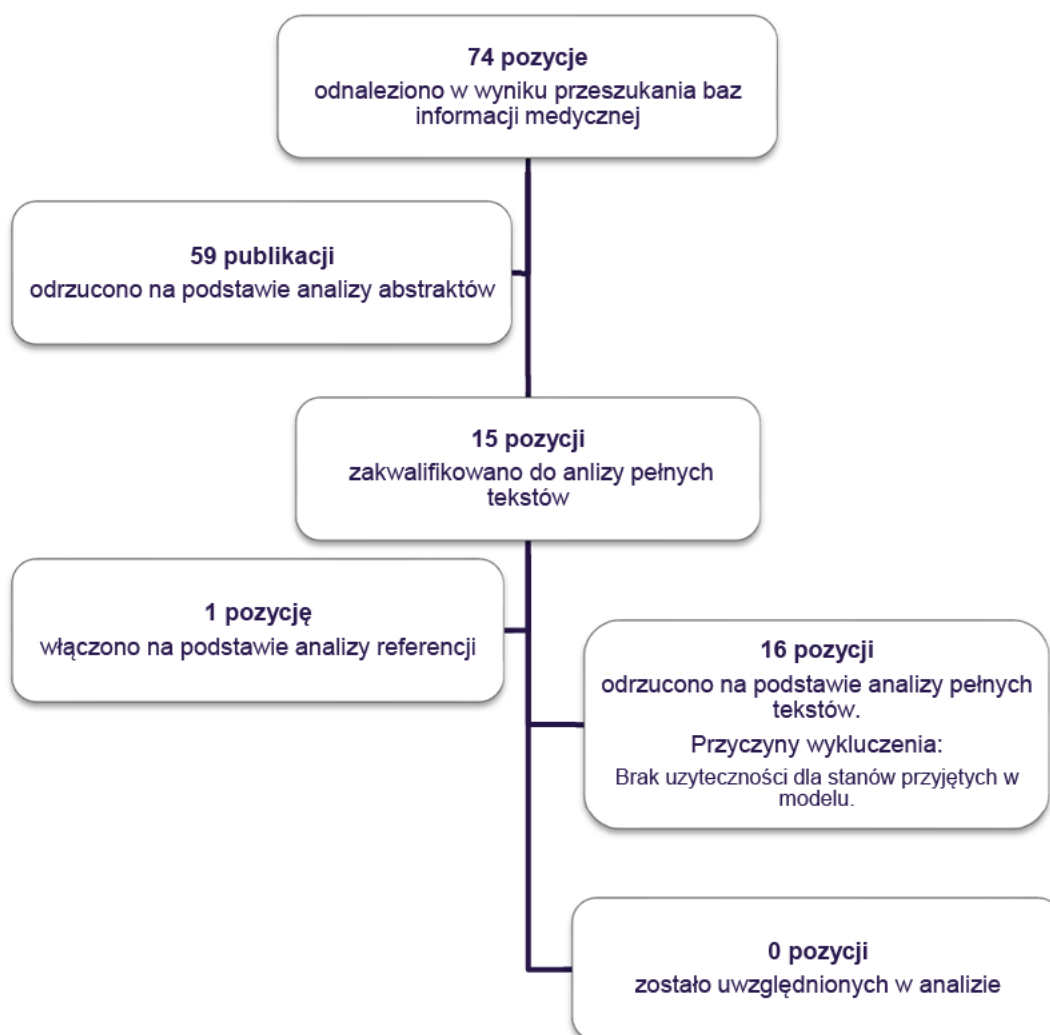 74 pozycje
odnaleziono w wyniku przeszukania baz
informacji medycznej
59 publikacji
odrzucono na podstawie analizy abstraktów
15 pozycji
zakwalifikowano do anlizy pełnych
tekstów
1 pozycję
włączono na podstawie analizy referencji
16 pozycji
odrzucono na podstawie analizy pełnych
tekstów.
Przyczyny wykluczenia:
Brak uzyteczności dla stanów przyjętych w
modelu.
0 pozycji
zostało uwzględnionych w analizie